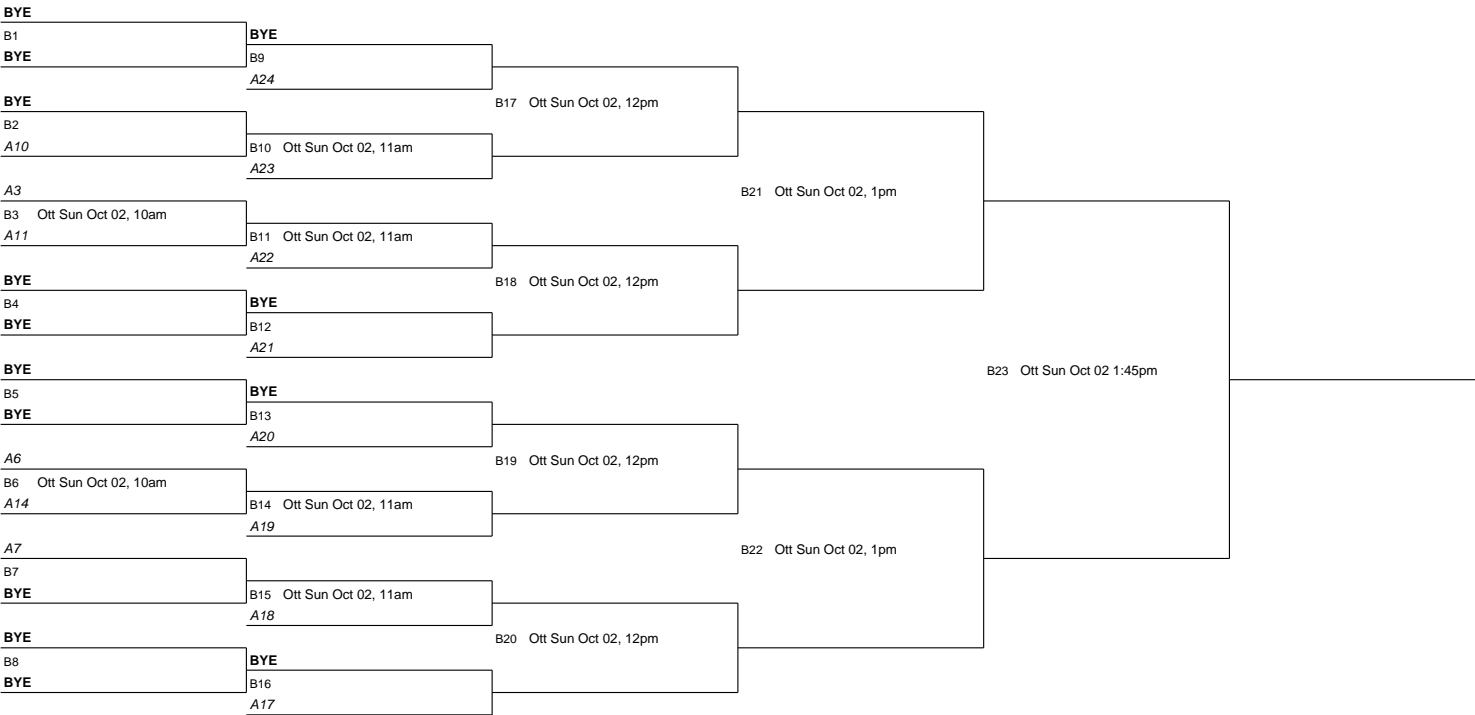 BYE
B1
BYE
BYE
B9
A24
B17 Ott Sun Oct 02, 12pm
BYE
B2
A10
B10 Ott Sun Oct 02, 11am
A23
B21 Ott Sun Oct 02, 1pm
A3
B3 Ott Sun Oct 02, 10am
A11
B11 Ott Sun Oct 02, 11am
A22
B18 Ott Sun Oct 02, 12pm
BYE
B4
BYE
BYE
B12
A21
B23 Ott Sun Oct 02 1:45pm
BYE
B5
BYE
BYE
B13
A20
B19 Ott Sun Oct 02, 12pm
A6
B6 Ott Sun Oct 02, 10am
A14
B14 Ott Sun Oct 02, 11am
A19
B22 Ott Sun Oct 02, 1pm
A7
B7
BYE
B15 Ott Sun Oct 02, 11am
A18
B20 Ott Sun Oct 02, 12pm
BYE
B8
BYE
BYE
B16
A17